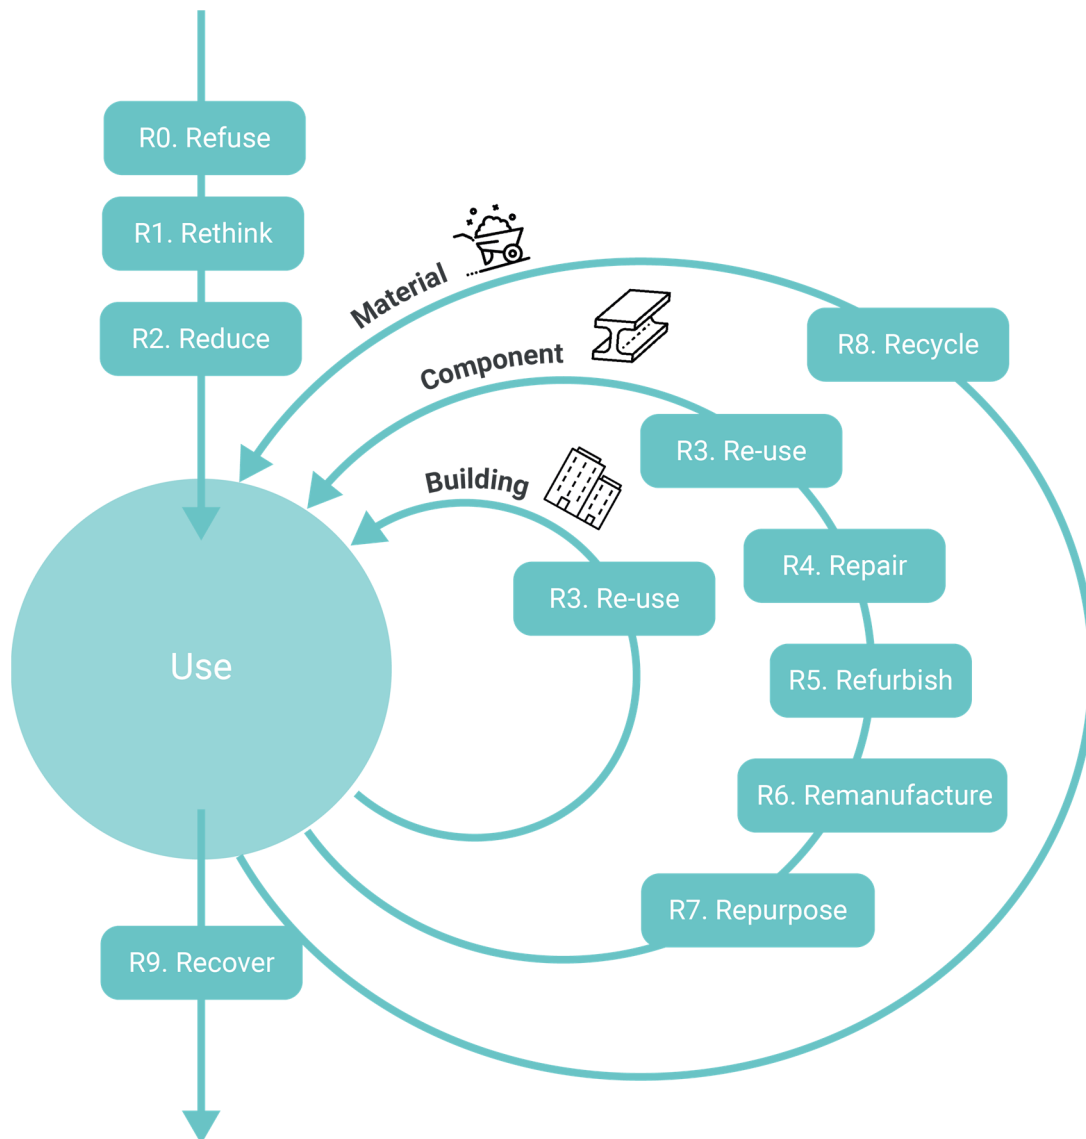 R0. Refuse
R1. Rethink
R2. Reduce
Material
Component
Building
R8. Recycle
R3. Re-use
R4. Repair
R3. Re-use
R5. Refurbish
Use
R6. Remanufacture
R7. Repurpose
R9. Recover